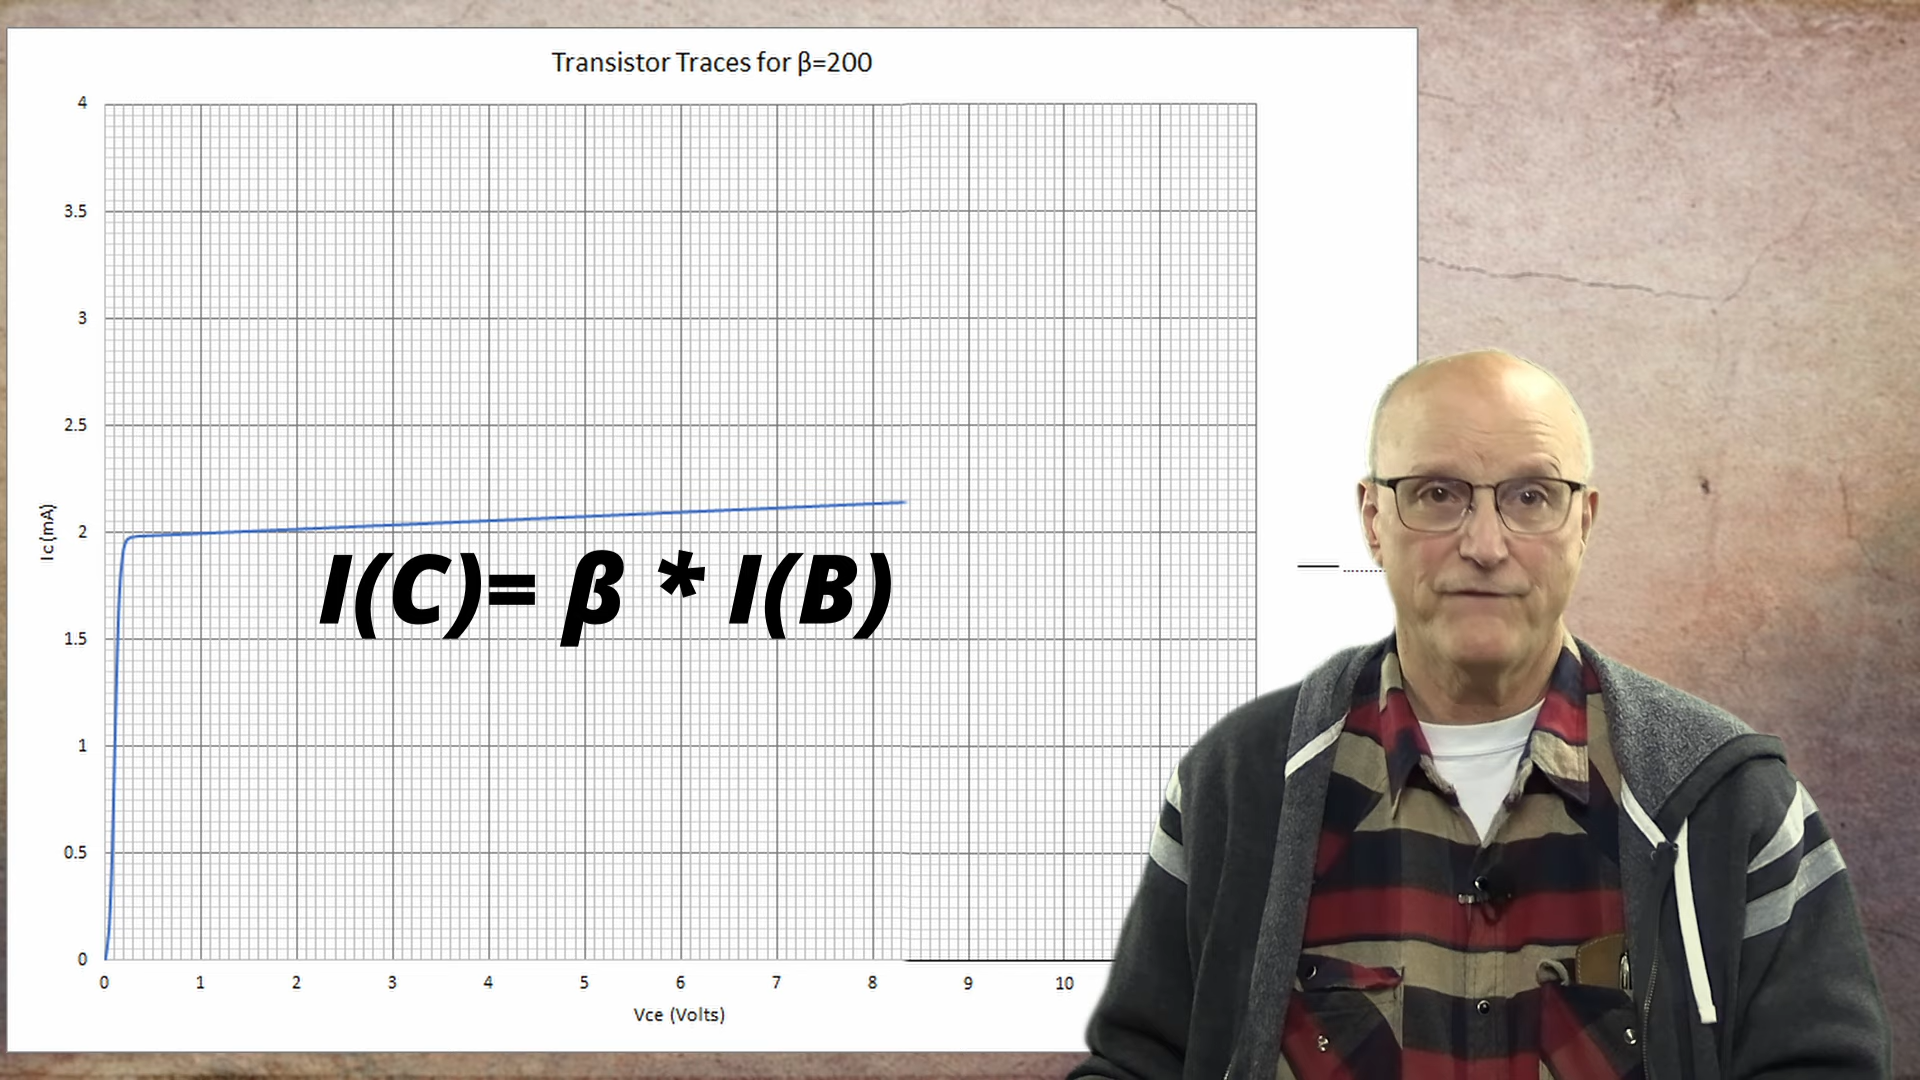 Transistor Traces for β=200
4
3.5
3
2.5
2
1.5
1
0.5
0
Ic (mA)
I(C)= β * I(B)
0 1 2 3 4 5 6 7 8 9 10
Vce (Volts)